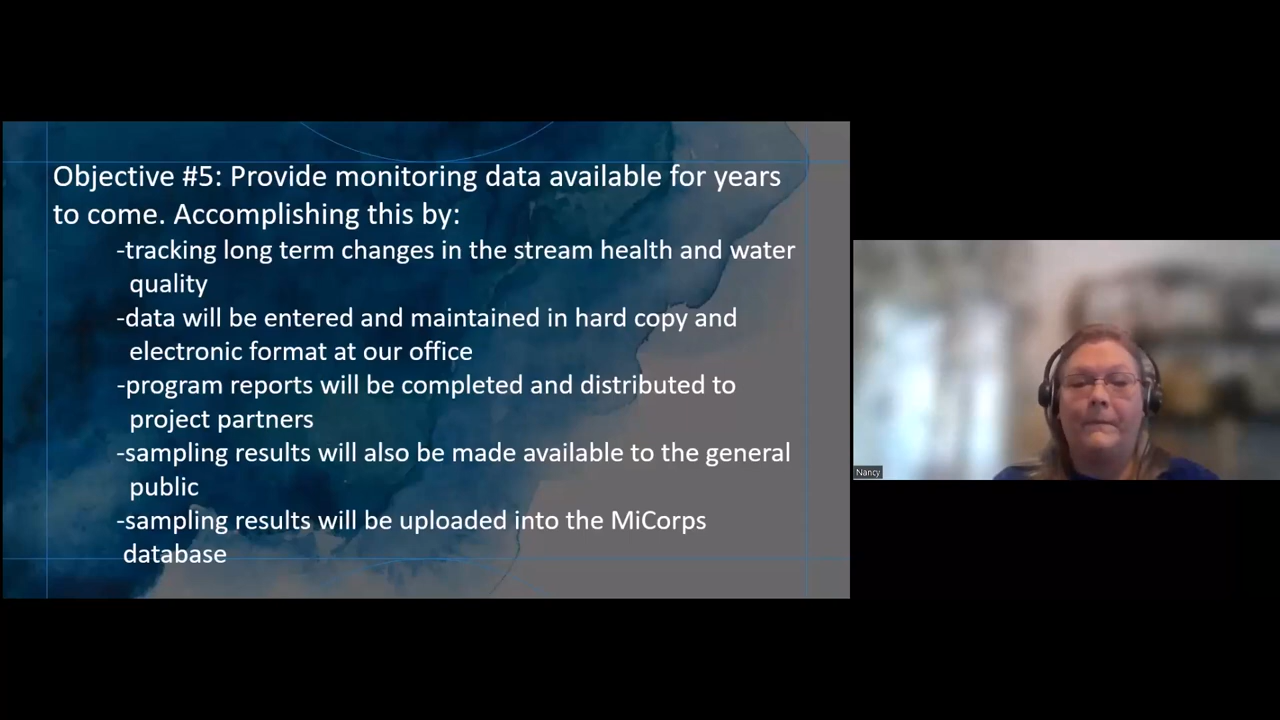 Objective #5: Provide monitoring data available for years
to come. Accomplishing this by:
-tracking long term changes in the stream health and water
quality
-data will be entered and maintained in hard copy and
electronic format at our office
-program reports will be completed and distributed to
project partners
-sampling results will also be made available to the general
public
-sampling results will be uploaded into the MiCorps
database
Nancy